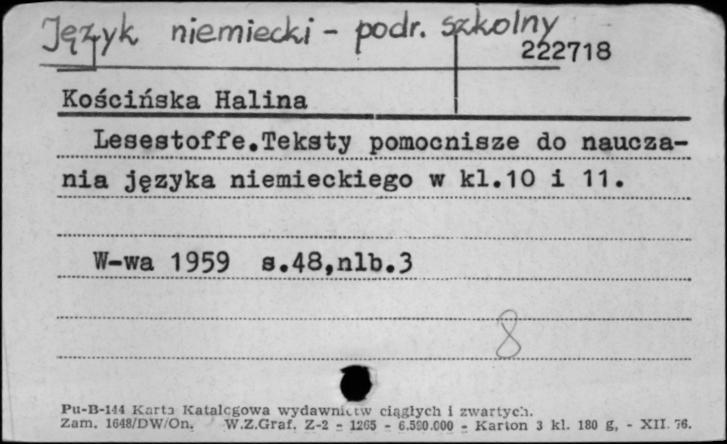 Język niemiecki - podr. szkolny
222718
Kościńska Halina
Lesestoffe.Teksty pomocnisze do naucza-
nia języka niemieckiego w kl.10 i 11.
W-wa 1959 s.48,nlb.3
8
Pu-B-144 Karta Katalogowa wydawnictw ciągłych i zwartych.
Zam. 1648/DW/On. W.Z.Graf. Z-2 - 1265 - 6.500.000 - Karton 3 kl. 180 g, - XII. 76.